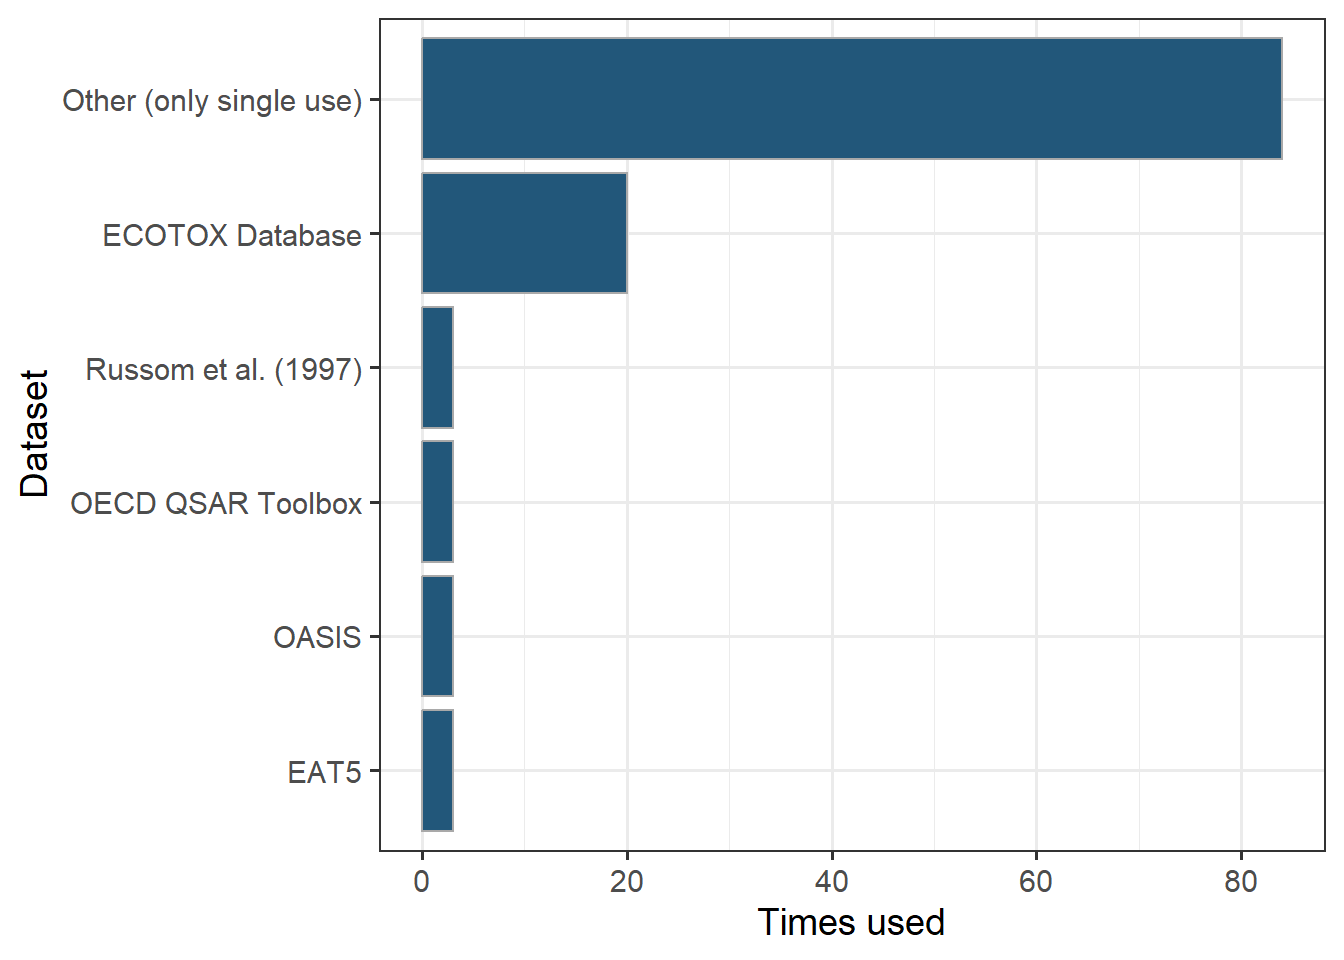 Other (only single use)
ECOTOX Database
Russom et al. (1997)
OECD QSAR Toolbox
OASIS
EAT5
Dataset
0 20 40 60 80
Times used